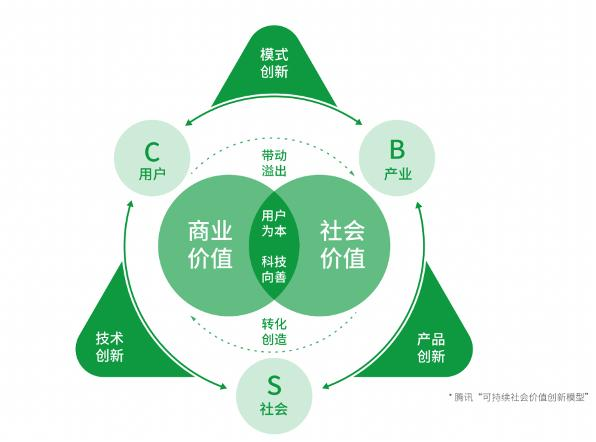 模式
创新
C
用户
B
产业
带动
溢出
商业
价值
用户
为本
科技
向善
社会
价值
转化
创造
技术
创新
产品
创新
S
社会
* 腾讯“可持续社会价值创新模型”